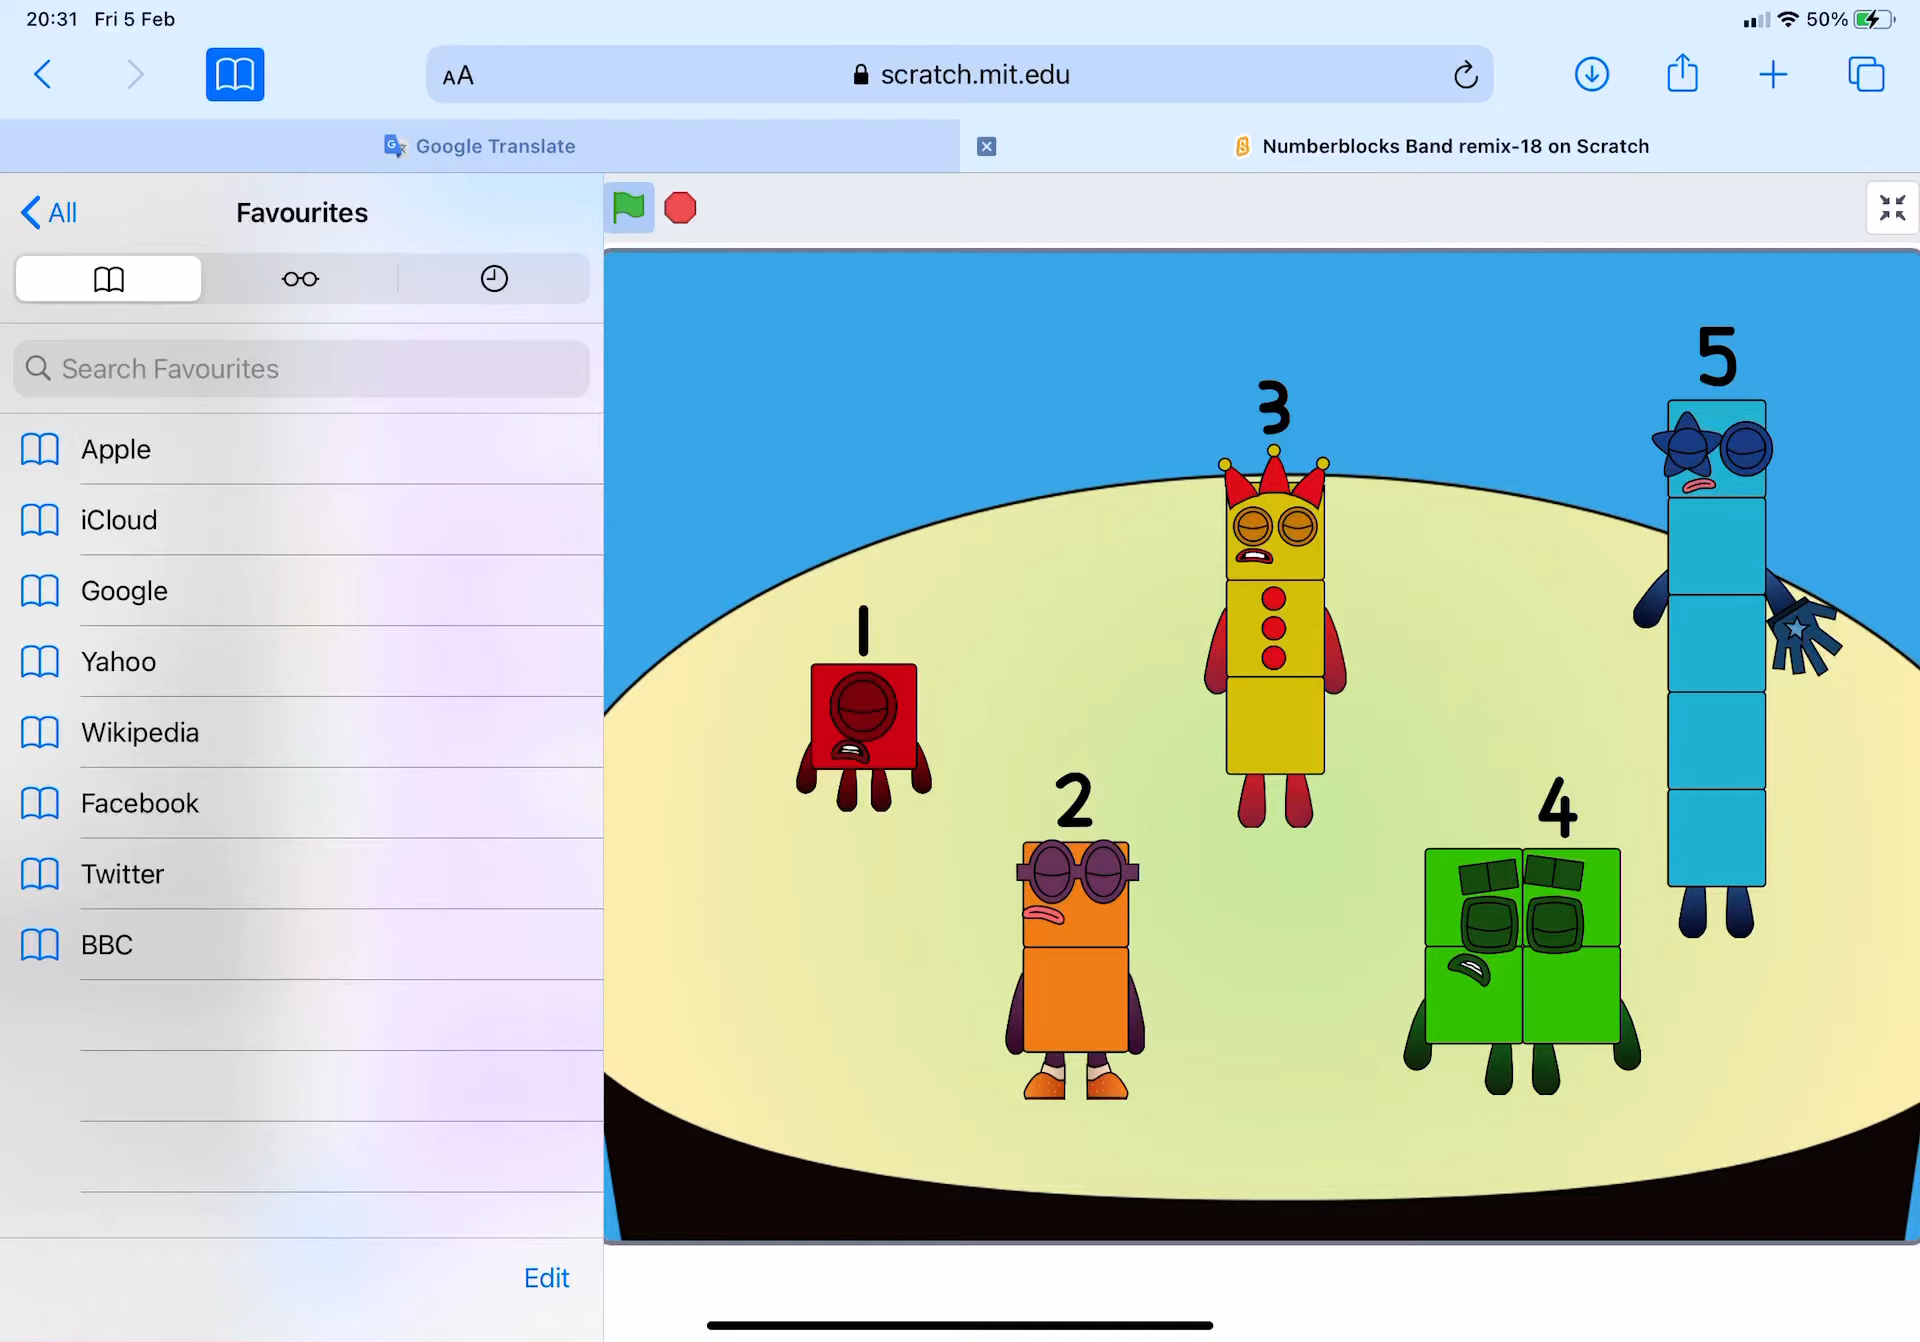 20:31 Fri 5 Feb
50%
AA
scratch.mit.edu
Google Translate
Numberblocks Band remix-18 on Scratch
All
Favourites
Search Favourites
Apple
iCloud
Google
Yahoo
Wikipedia
Facebook
Twitter
BBC
Edit
1
2
3
4
5